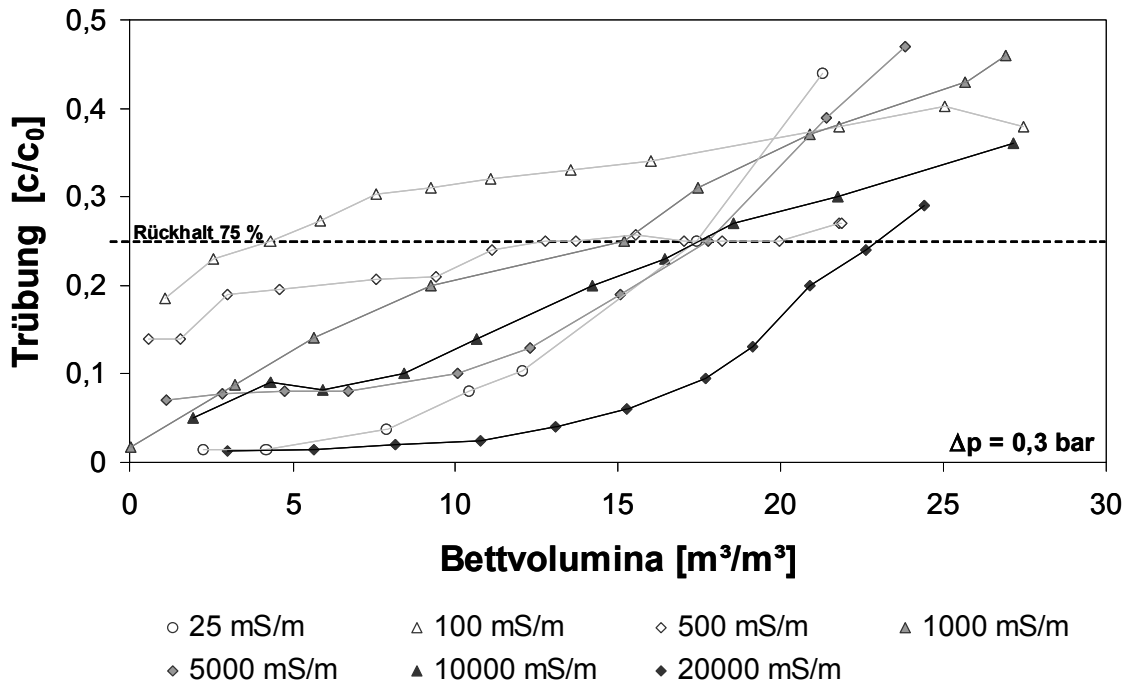 0,5
0,4
0,3
0,2
0,1
0
Trübung [c/c₀]
Rückhalt 75 %
Δp = 0,3 bar
0 5 10 15 20 25 30
Bettvolumina [m³/m³]
25 mS/m 100 mS/m 500 mS/m 1000 mS/m
5000 mS/m 10000 mS/m 20000 mS/m